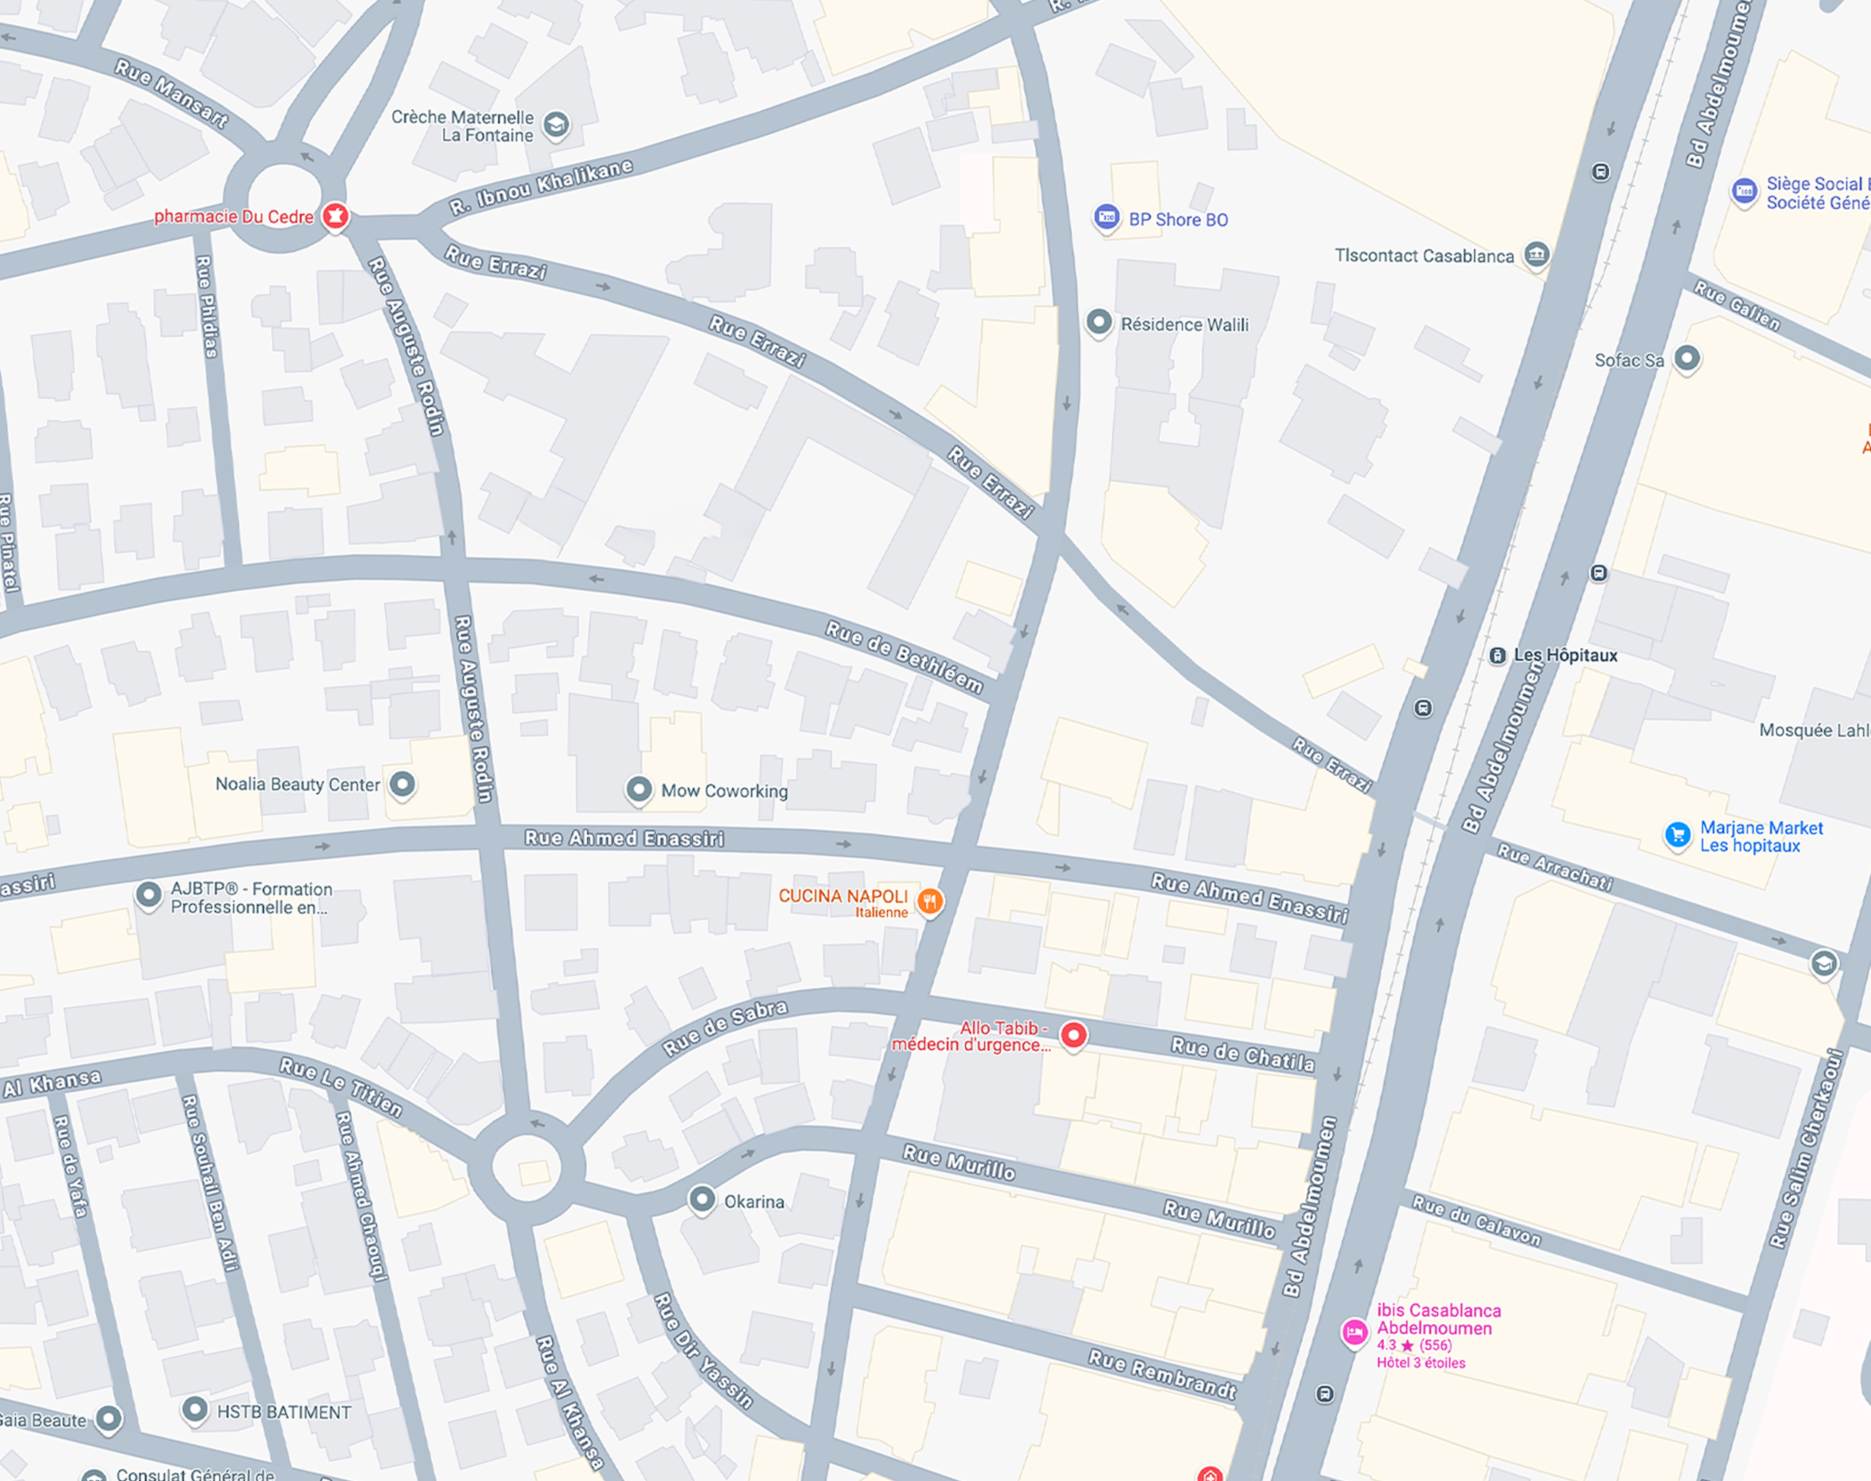 R.
Bd Abdelmoumen
Rue Mansart
Crèche Maternelle
La Fontaine
R. Ibnou Khalikane
pharmacie Du Cedre
Siège Social
Société Géné
BP Shore BO
Tlscontact Casablanca
Rue Errazi
Rue Phidias
Rue Auguste Rodin
Rue Galien
Résidence Walili
Rue Errazi
Sofac Sa
Rue Errazi
Rue Pinatel
Rue de Bethléem
Les Hôpitaux
Rue Auguste Rodin
Bd Abdelmoumen
Mosquée Lahl
Rue Errazi
Noalia Beauty Center
Mow Coworking
Marjane Market
Les hopitaux
Rue Ahmed Enassiri
Rue Arrachati
assiri
AJBTP® - Formation
Professionnelle en...
Rue Ahmed Enassiri
CUCINA NAPOLI
Italienne
Rue de Sabra
Allo Tabib -
médecin d'urgence...
Rue de Chatila
Al Khansa
Rue Le Titien
Rue de Yafa
Rue Souhail Ben Adli
Rue Ahmed Chaouqi
Rue Salim Cherkaoui
Rue Murillo
Bd Abdelmoumen
Okarina
Rue Murillo
Rue du Calavon
Rue Dir Yassin
ibis Casablanca
Abdelmoumen
4.3 ★ (556)
Hôtel 3 étoiles
Rue Al Khansa
Rue Rembrandt
Gaia Beaute
HSTB BATIMENT
Consulat Général de